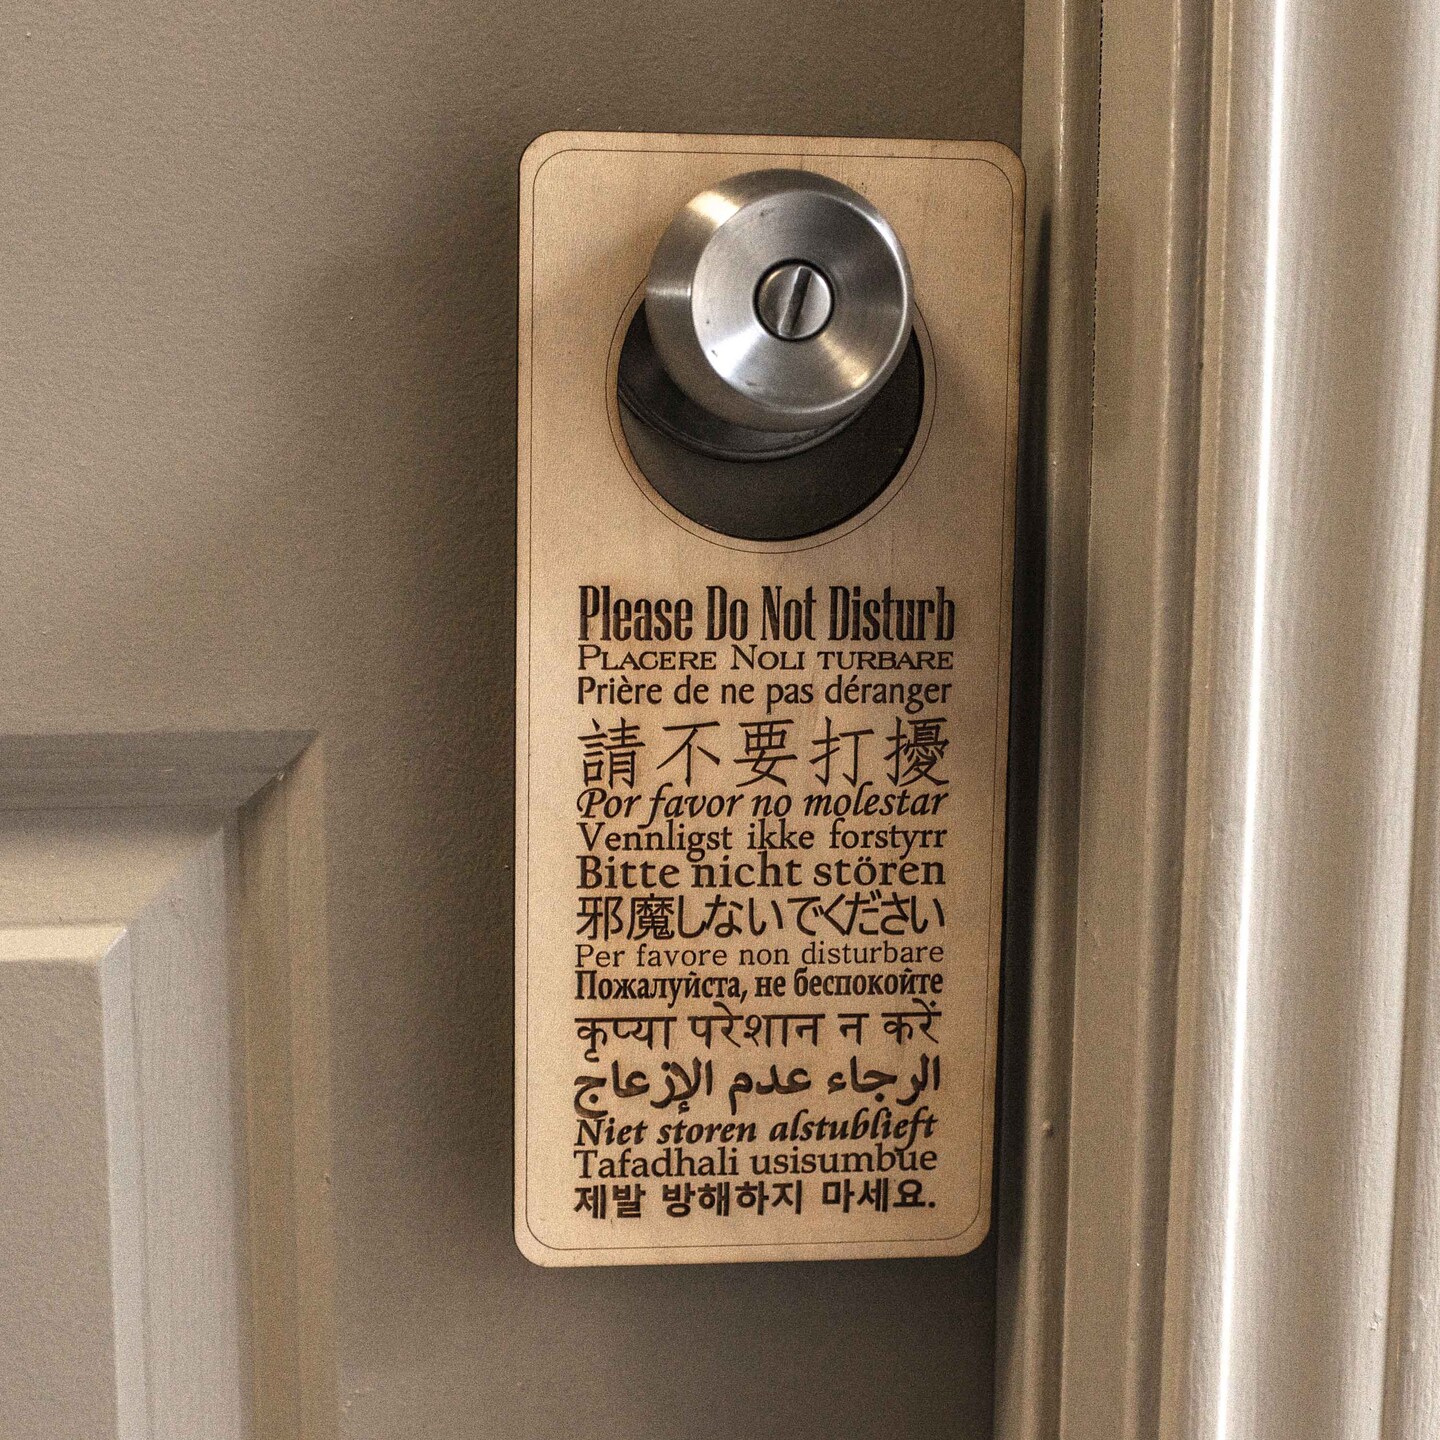 Please Do Not Disturb
PLACERE NOLI TURBARE
Prière de ne pas déranger
請不要打擾
Por favor no molestar
Vennligst ikke forstyrr
Bitte nicht stören
邪魔しないでください
Per favore non disturbare
Пожалуйста, не беспокойте
कृप्या परेशान न करें
الرجاء عدم الإزعاج
Niet storen alstublieft
Tafadhali usisumbue
제발 방해하지 마세요.